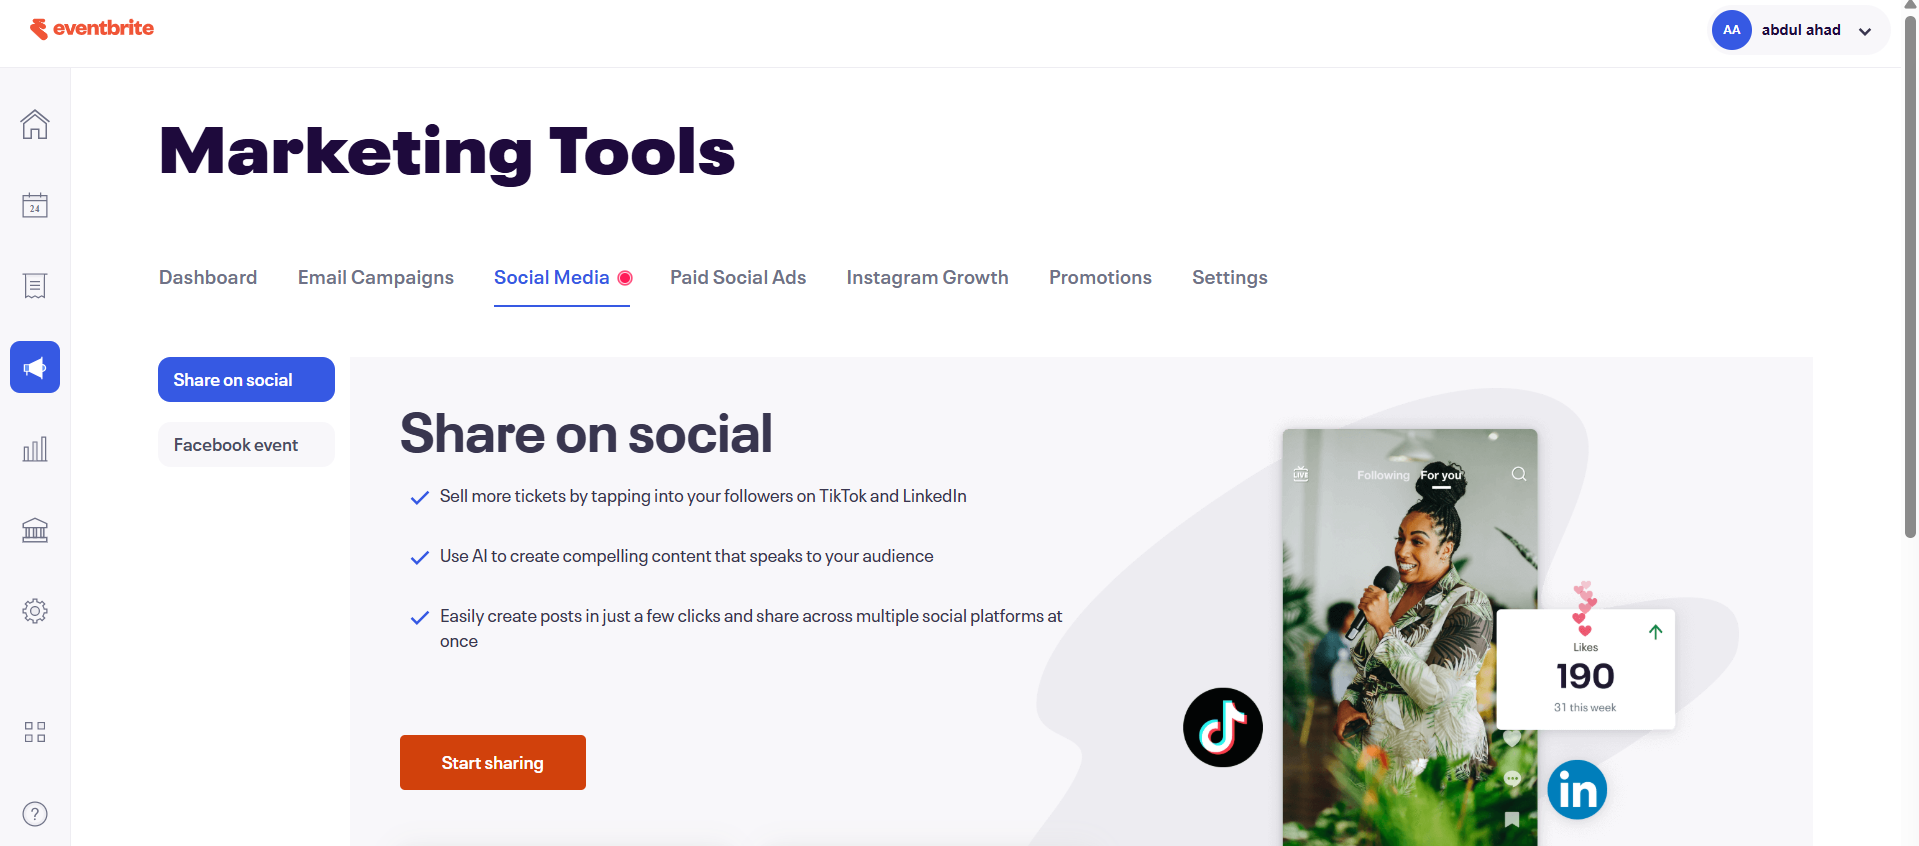 eventbrite
AA
abdul ahad
Marketing Tools
24
Dashboard
Email Campaigns
Social Media
Paid Social Ads
Instagram Growth
Promotions
Settings
Share on social
Facebook event
Share on social
Sell more tickets by tapping into your followers on TikTok and LinkedIn
Use AI to create compelling content that speaks to your audience
Easily create posts in just a few clicks and share across multiple social platforms at
once
Start sharing
LIVE
Following
For you
Likes
190
31 this week
in
?